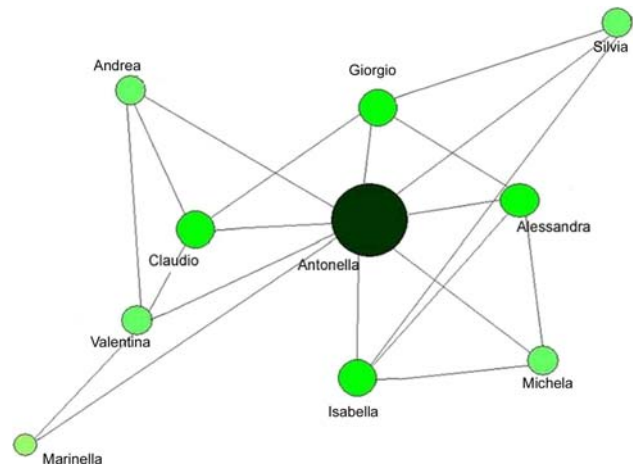 Silvia
Andrea
Giorgio
Alessandra
Claudio
Antonella
Valentina
Michela
Isabella
Marinella